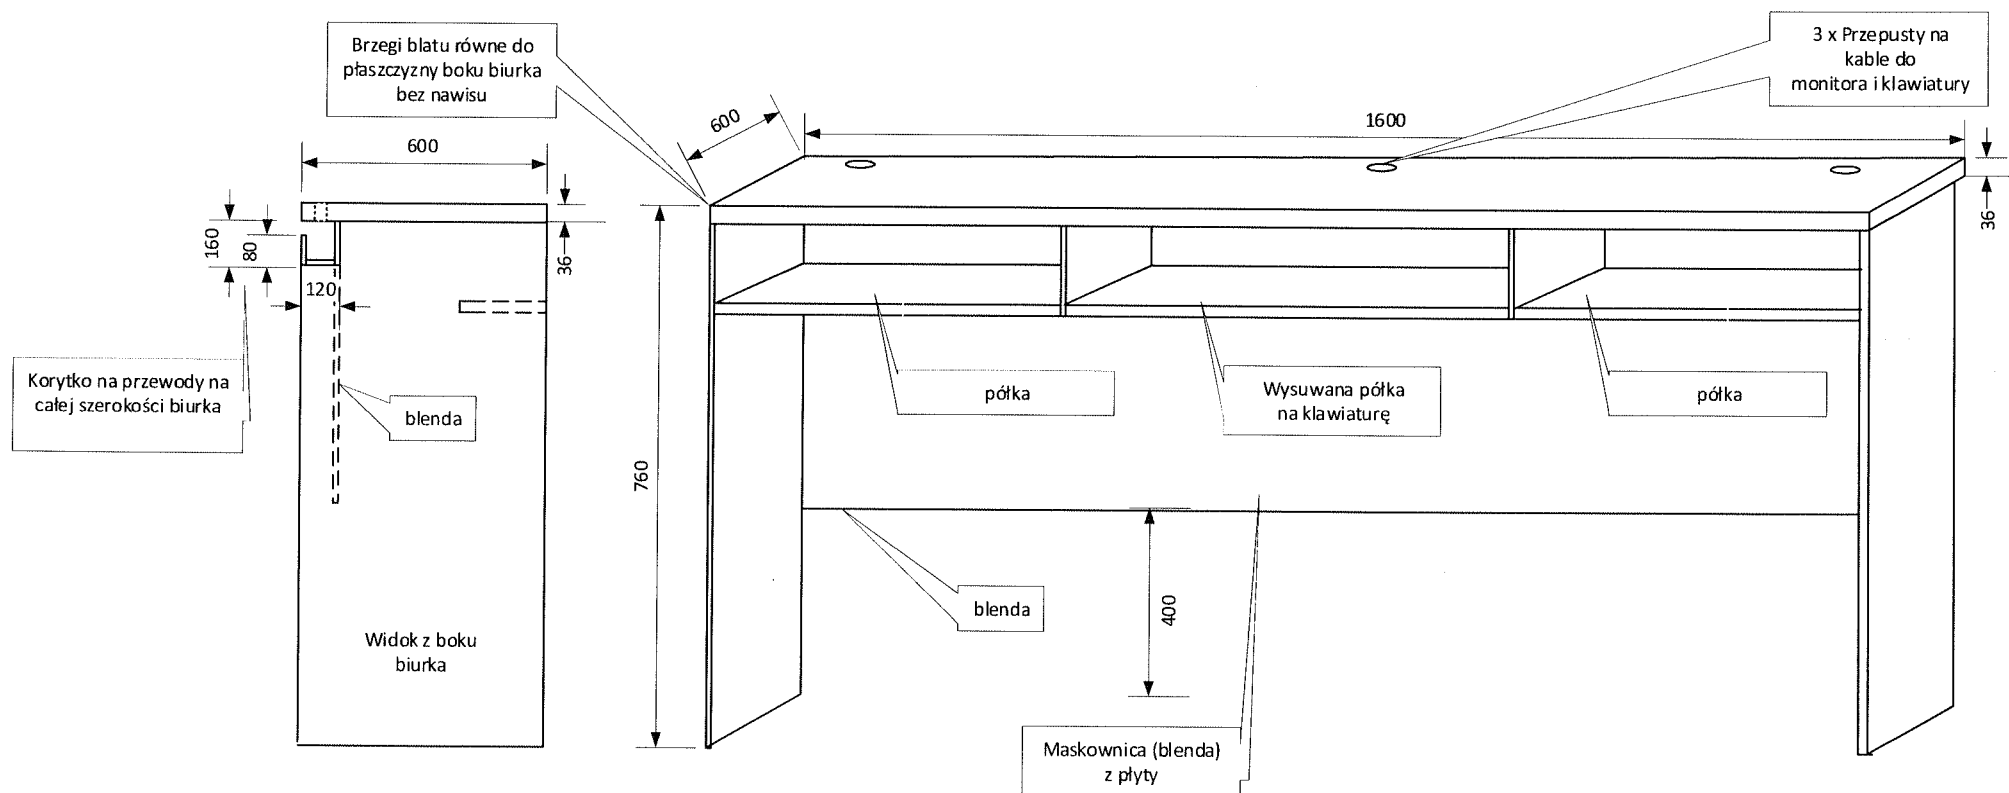 Brzegi blatu równe do
płaszczyzny boku biurka
bez nawisu
3 x Przepusty na
kable do
monitora i klawiatury
600
600
1600
36
160
80
36
120
Korytko na przewody na
całej szerokości biurka
blenda
760
półka
Wysuwana półka
na klawiaturę
półka
blenda
400
Widok z boku
biurka
Maskownica (blenda)
z płyty